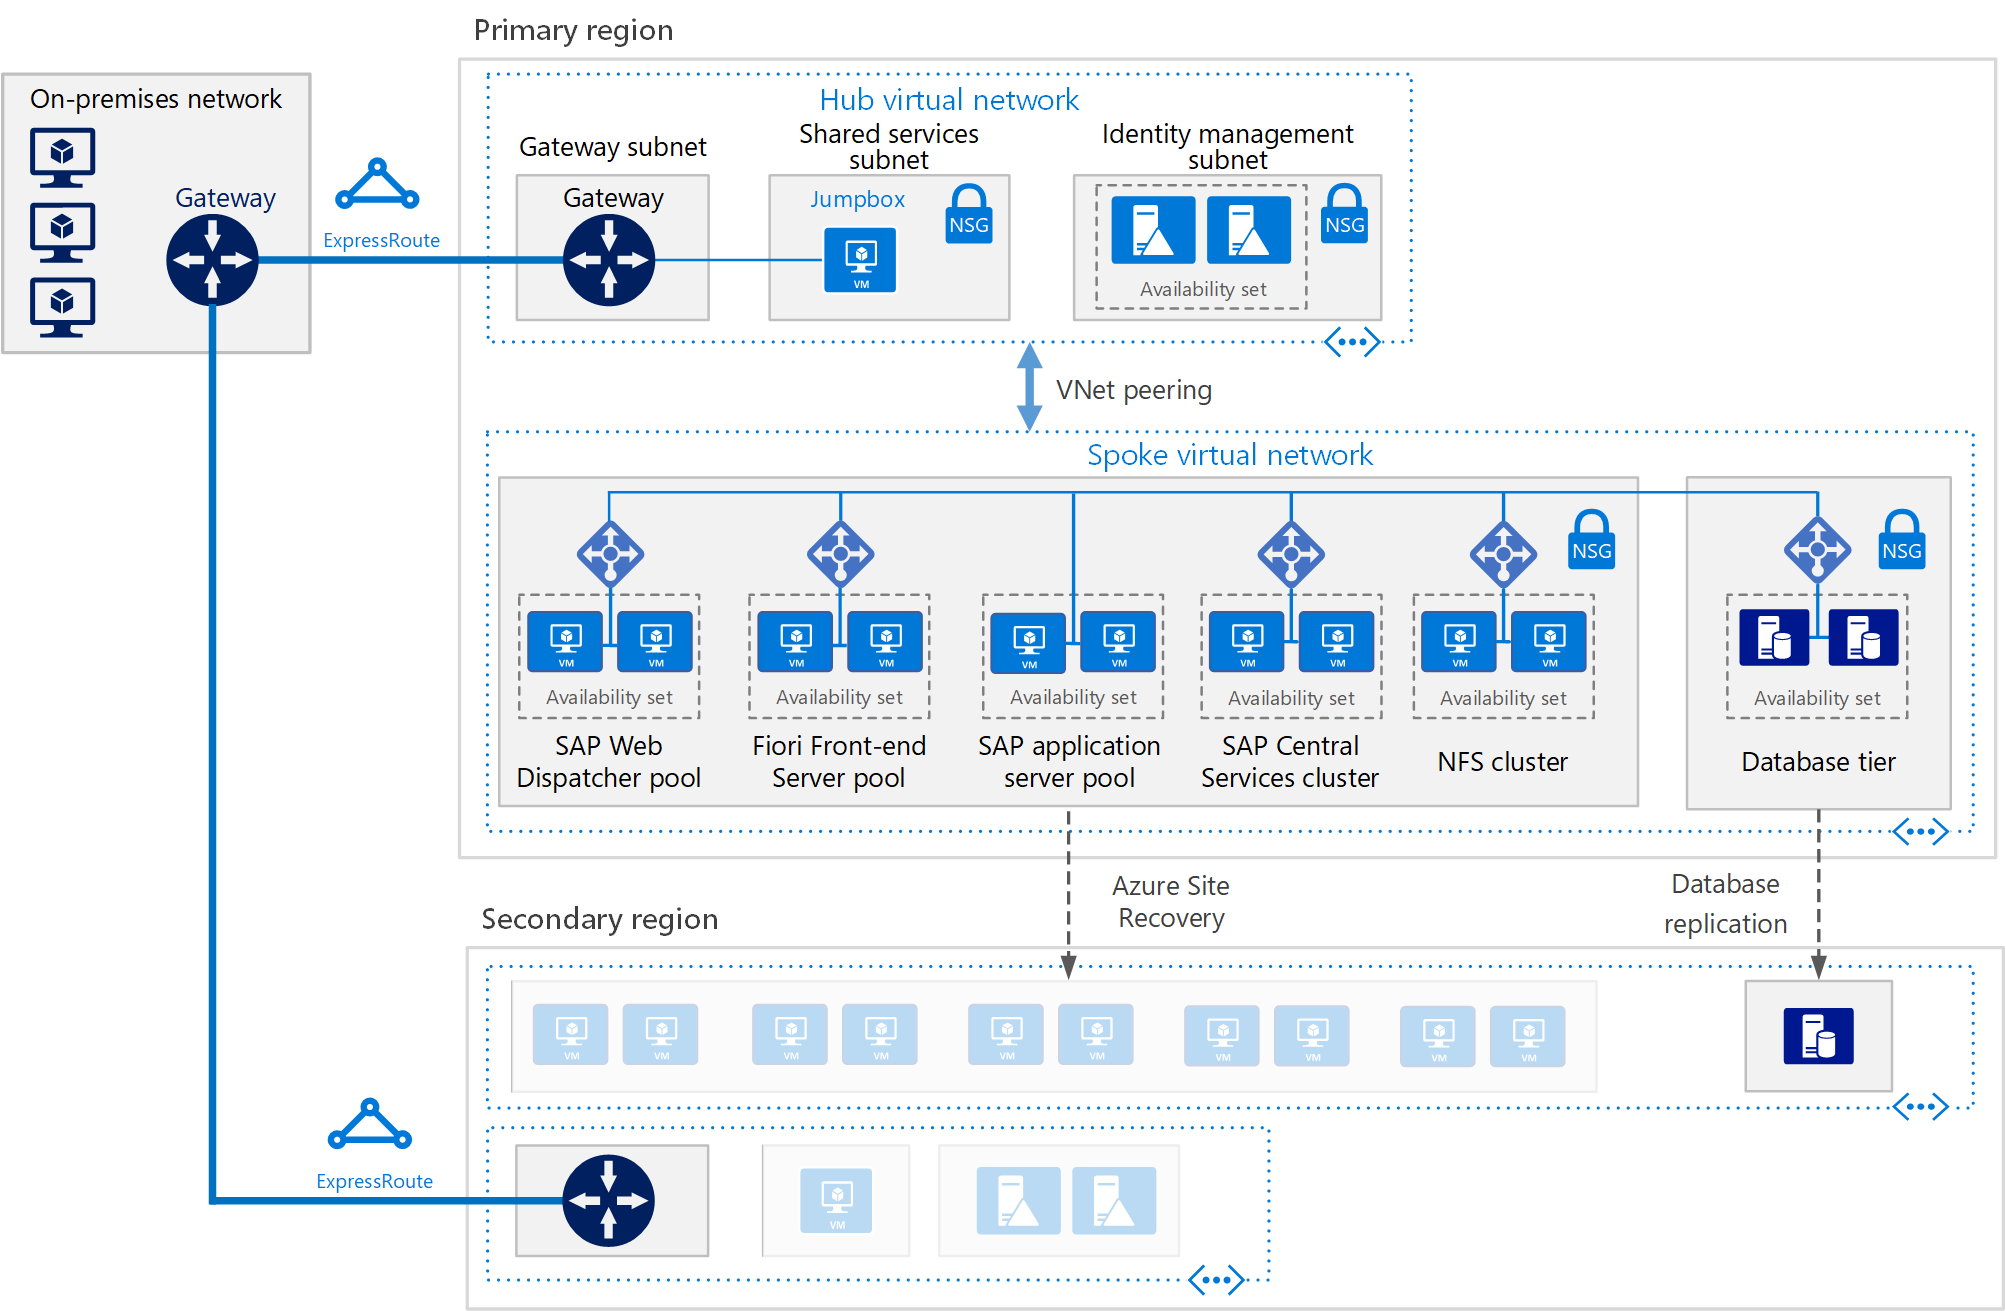 Primary region
On-premises network
Gateway
ExpressRoute
Hub virtual network
Gateway subnet
Gateway
Shared services
subnet
Jumpbox
VM
NSG
Identity management
subnet
Availability set
NSG
VNet peering
Spoke virtual network
NSG
NSG
VM
VM
Availability set
SAP Web
Dispatcher pool
VM
VM
Availability set
Fiori Front-end
Server pool
VM
VM
Availability set
SAP application
server pool
VM
VM
Availability set
SAP Central
Services cluster
VM
VM
Availability set
NFS cluster
Availability set
Database tier
Azure Site
Recovery
Database
replication
Secondary region
VM
VM
VM
VM
VM
VM
VM
VM
VM
VM
ExpressRoute
VM